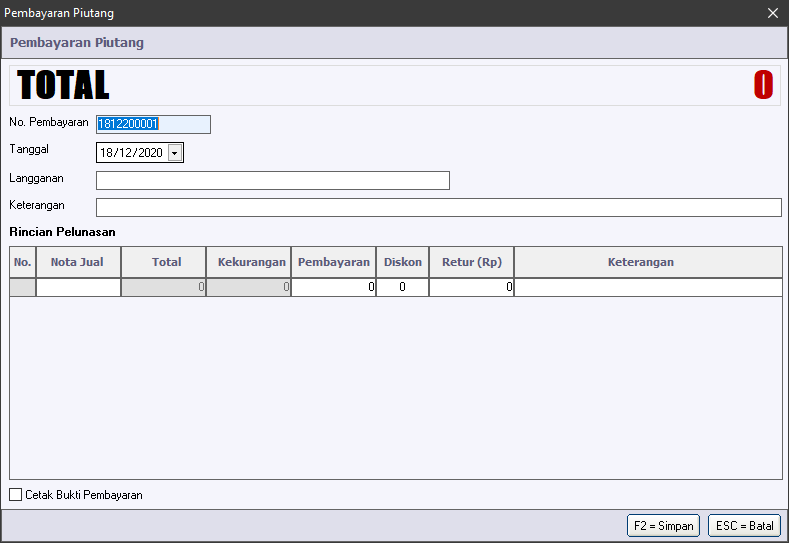 Pembayaran Piutang
Pembayaran Piutang
TOTAL 0
No. Pembayaran 1812200001
Tanggal 18/12/2020
Langganan
Keterangan
Rincian Pelunasan
No. Nota Jual Total Kekurangan Pembayaran Diskon Retur (Rp) Keterangan
0 0 0 0 0
Cetak Bukti Pembayaran
F2 = Simpan ESC = Batal